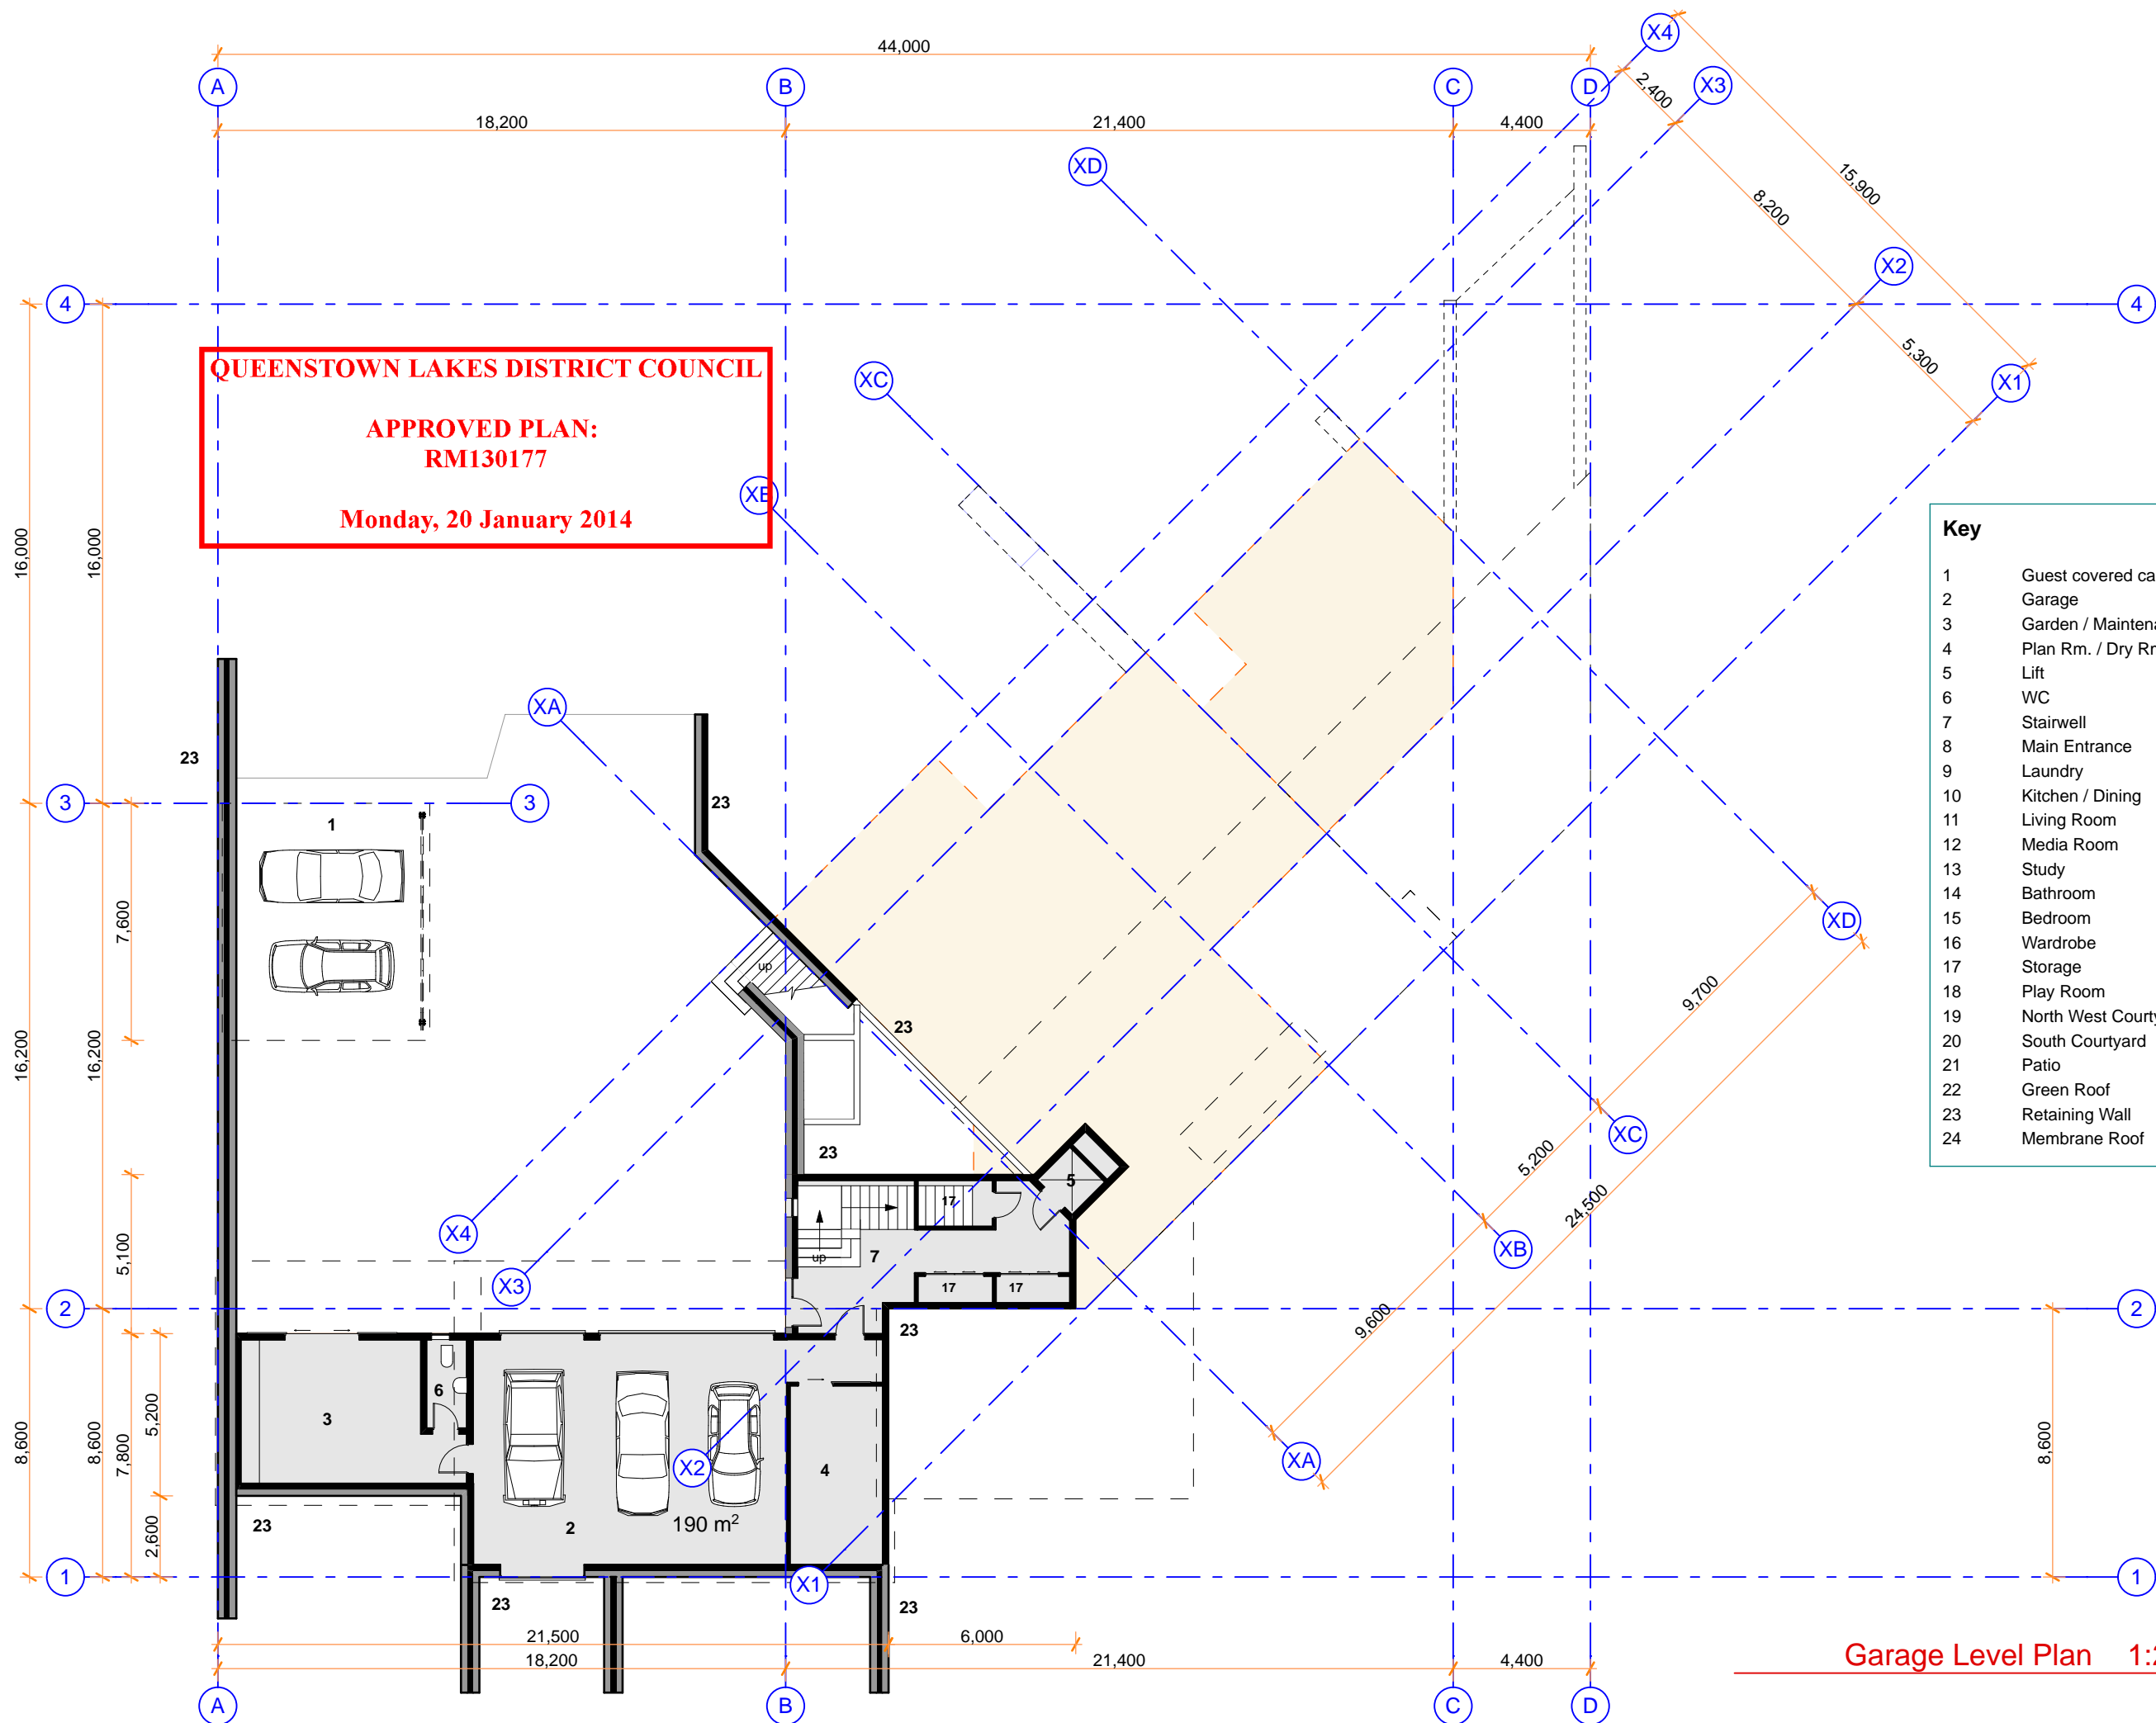 44,000
A
B
C
D
X4
X3
18,200
21,400
4,400
2,400
XD
15,900
8,200
X2
4
4
5,300
X1
QUEENSTOWN LAKES DISTRICT COUNCIL
APPROVED PLAN:
RM130177
Monday, 20 January 2014
XC
XB
16,000
16,000
Key
1 Guest covered ca
2 Garage
3 Garden / Maintena
4 Plan Rm. / Dry Rm
5 Lift
6 WC
7 Stairwell
8 Main Entrance
9 Laundry
10 Kitchen / Dining
11 Living Room
12 Media Room
13 Study
14 Bathroom
15 Bedroom
16 Wardrobe
17 Storage
18 Play Room
19 North West Courty
20 South Courtyard
21 Patio
22 Green Roof
23 Retaining Wall
24 Membrane Roof
XA
23
3
3
23
1
7,600
up
XD
9,700
23
16,200
16,200
XC
23
5,200
24,500
5
17
X4
XB
5,100
up
7
X3
17
17
2
2
23
9,600
6
5,200
3
8,600
8,600
7,800
8,600
X2
4
XA
23
2
190 m²
2,600
1
X1
1
23
23
21,500
6,000
18,200
21,400
4,400
Garage Level Plan 1:2
A
B
C
D